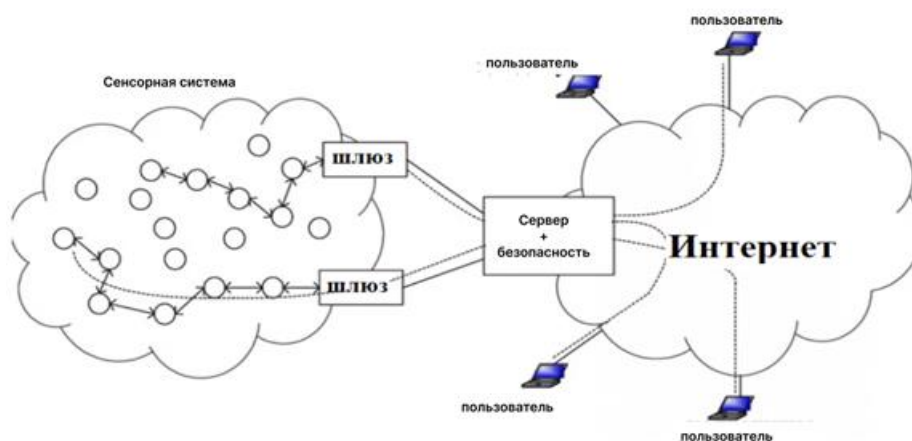 пользователь
пользователь
Сенсорная система
шлюз
Сервер
+
безопасность
Интернет
шлюз
пользователь
пользователь